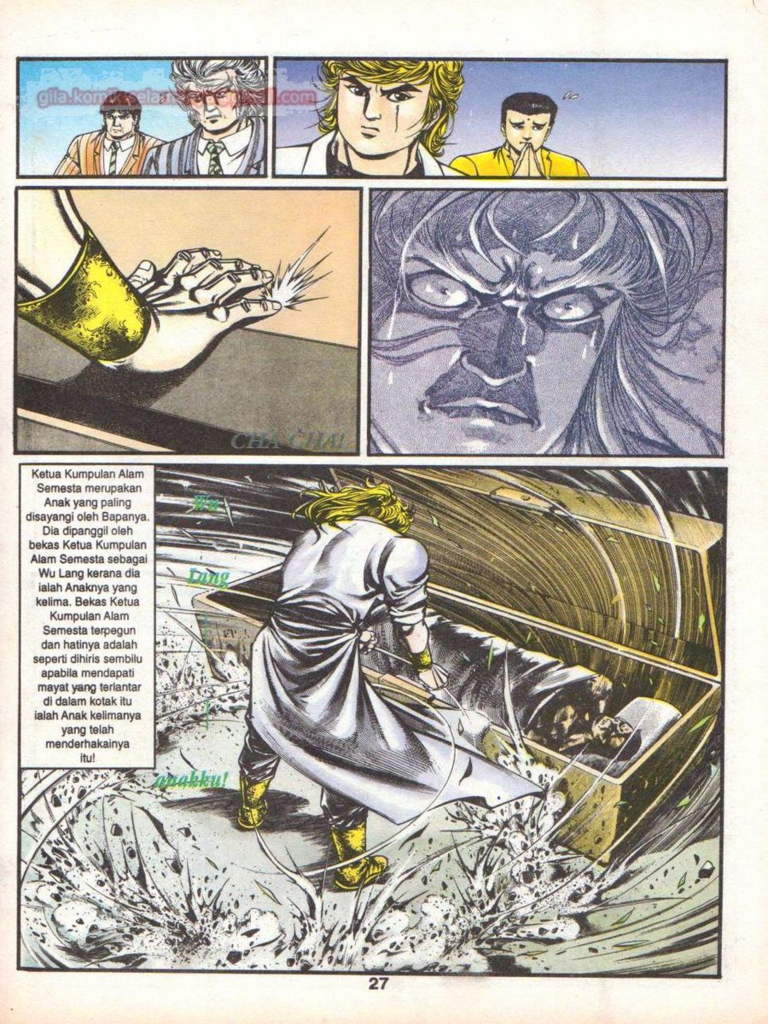 CHA CHA!
Ketua Kumpulan Alam
Semesta merupakan
Anak yang paling
disayangi oleh Bapanya.
Dia dipanggil oleh
bekas Ketua Kumpulan
Alam Semesta sebagai
Wu Lang kerana dia
ialah Anaknya yang
kelima. Bekas Ketua
Kumpulan Alam
Semesta terpegun
dan hatinya adalah
seperti dihiris sembilu
apabila mendapati
mayat yang terlantar
di dalam kotak itu
ialah Anak kelimanya
yang telah
menderhakainya
itu!
Wu
Lang
anakku!
27